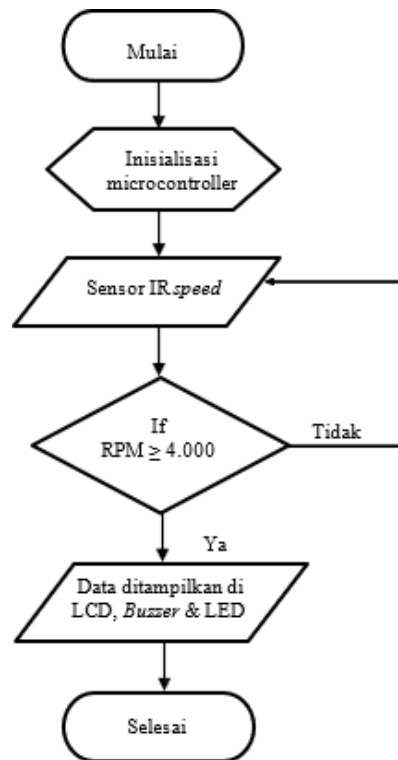 Mulai
Inisialisasi
microcontroller
Sensor IR speed
If
RPM ≥ 4.000
Tidak
Ya
Data ditampilkan di
LCD, Buzzer & LED
Selesai